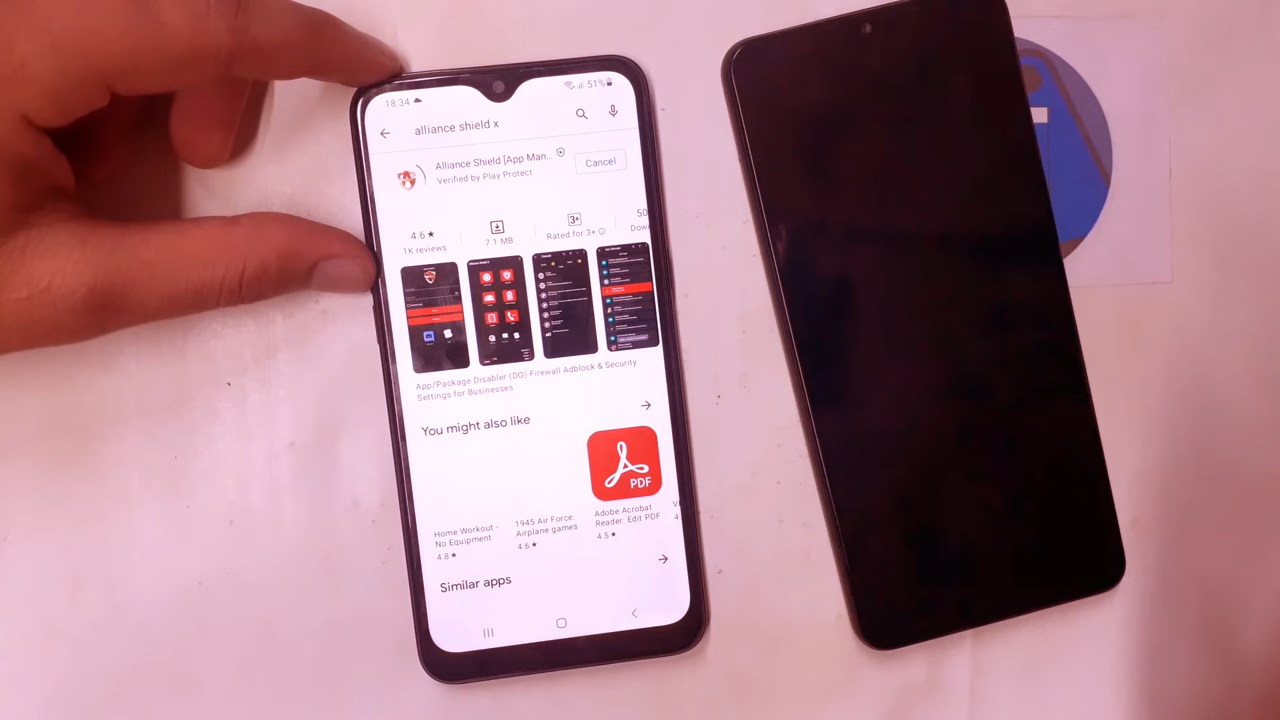 18:34
51%
alliance shield x
Alliance Shield [App Man...
Cancel
Verified by Play Protect
4.6★
1K reviews
7.1 MB
3+
Rated for 3+
50
Dow
App/Package Disabler (DO) Firewall Adblock & Security
Settings for Businesses
You might also like
PDF
Home Workout -
No Equipment
4.8★
1945 Air Force:
Airplane games
4.6★
Adobe Acrobat
Reader: Edit PDF
4.5★
4.
Similar apps